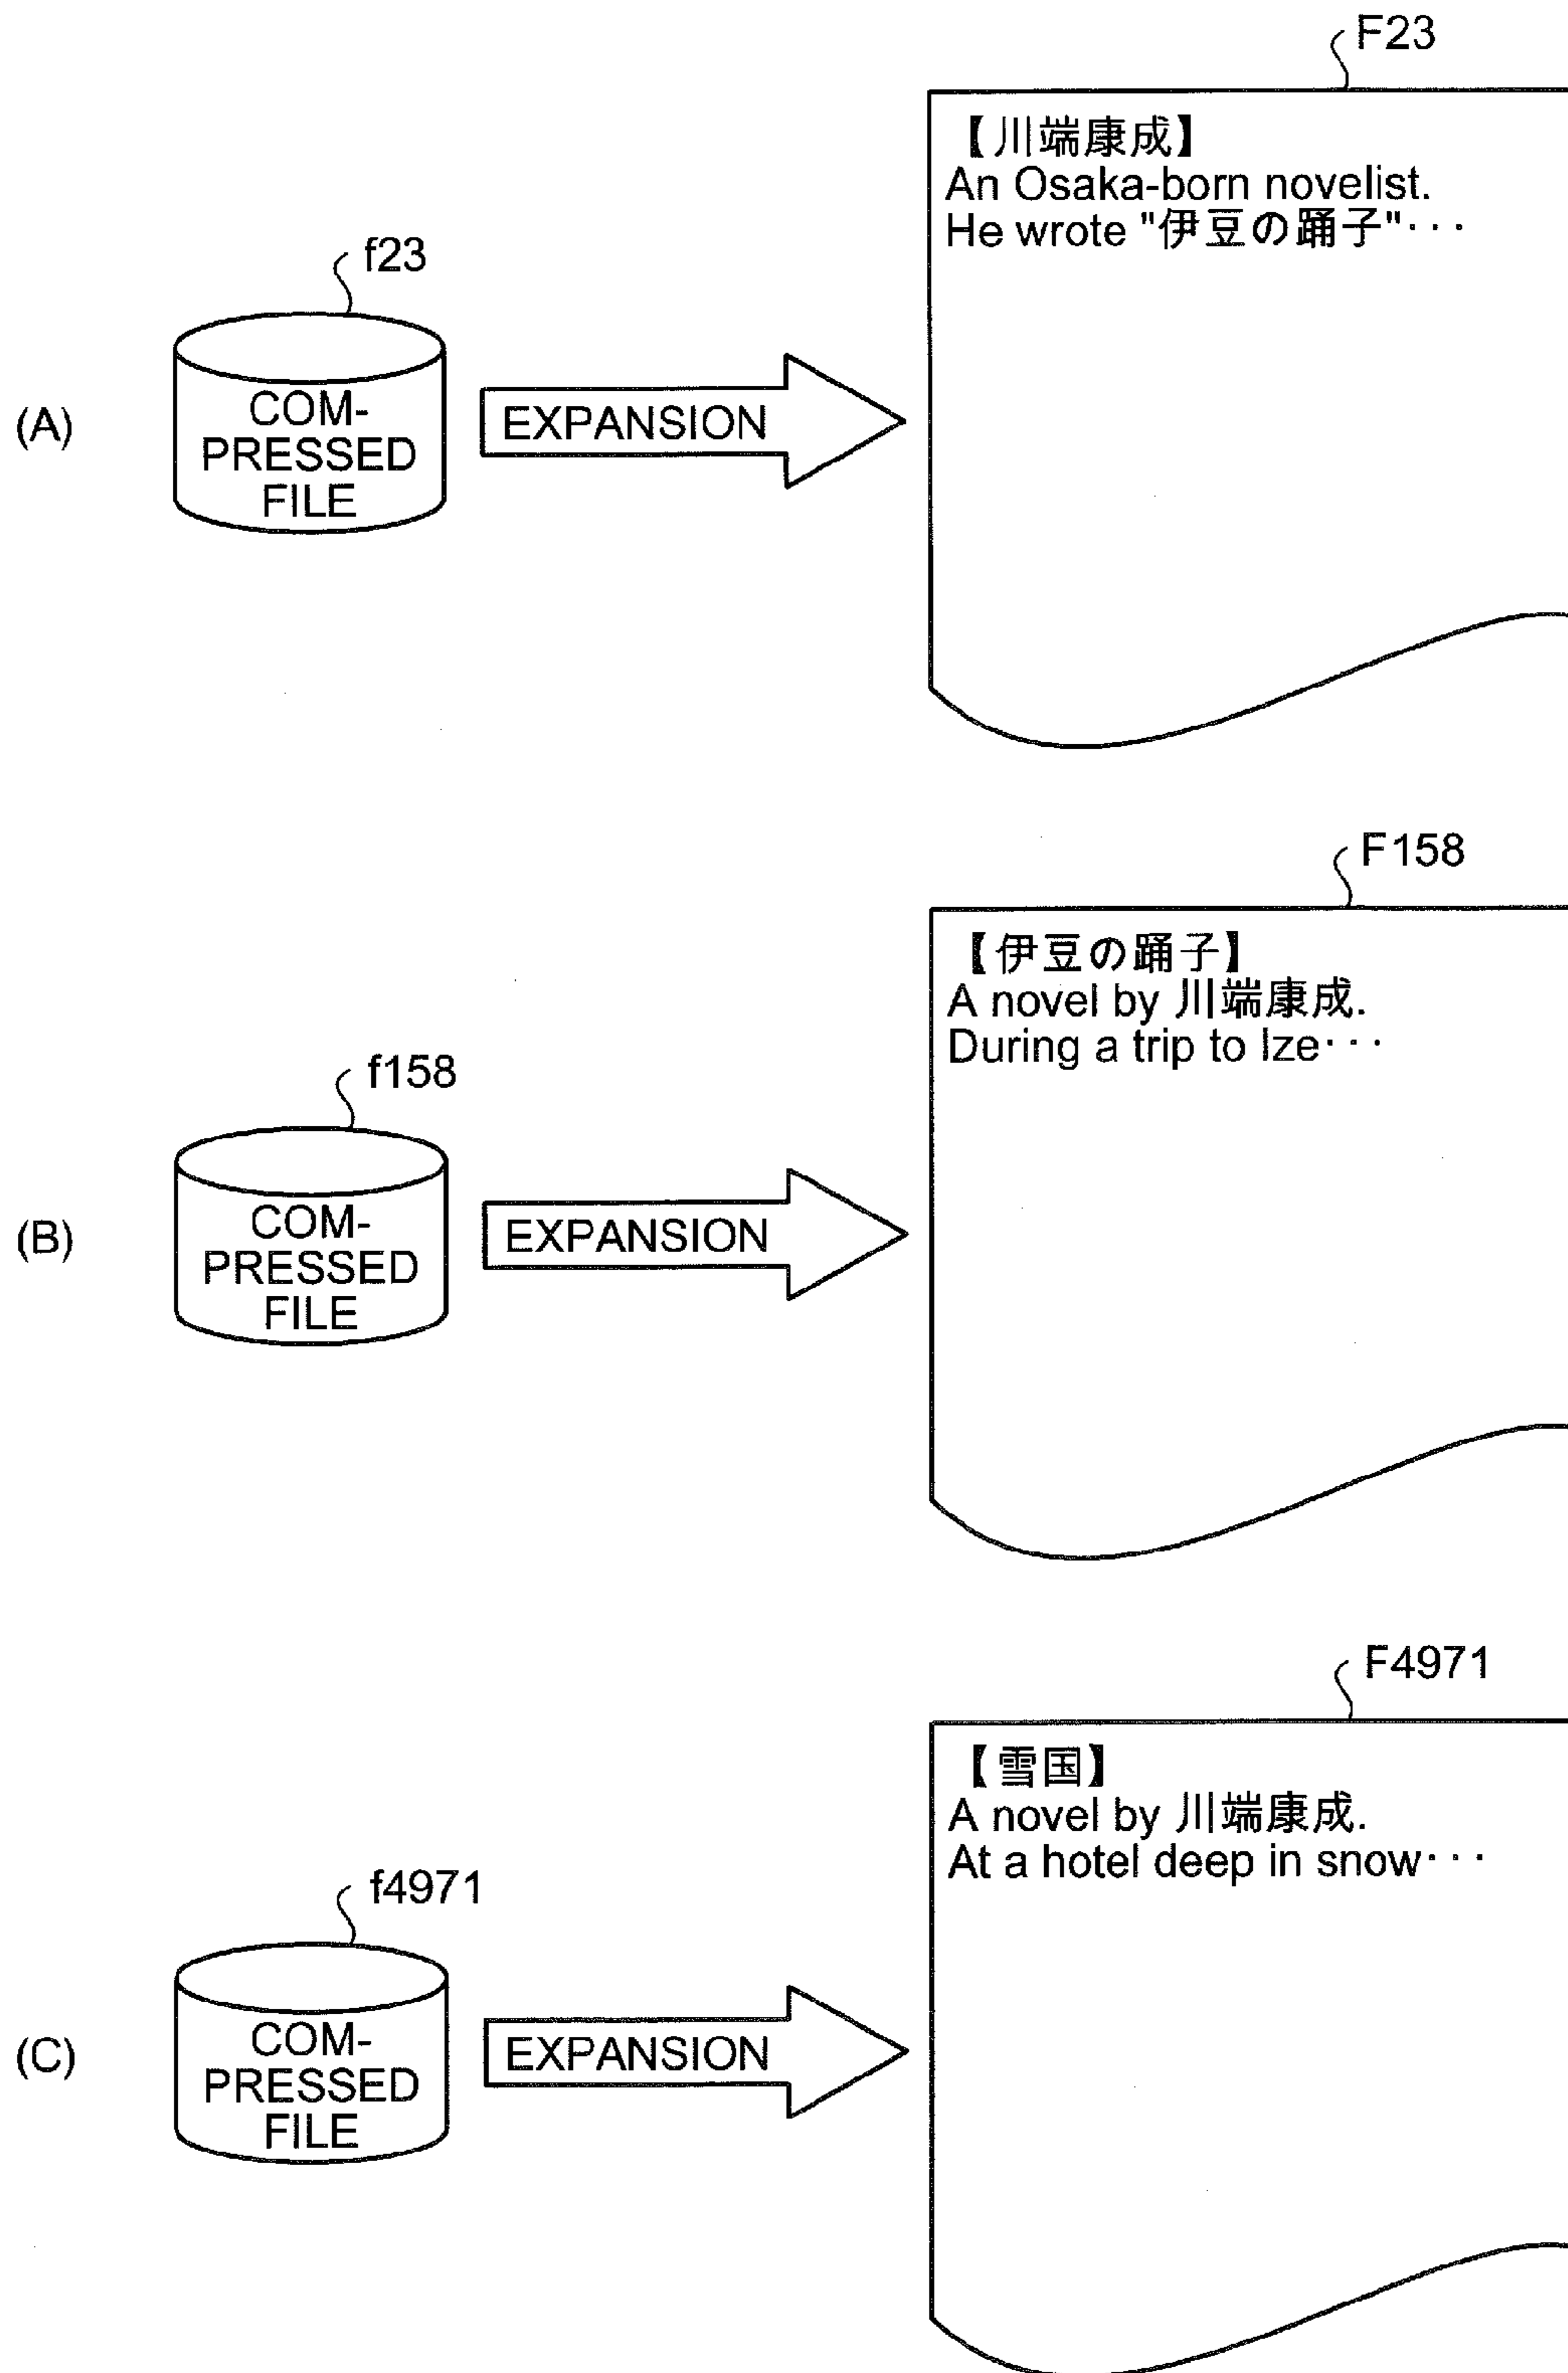 F23
【川端康成】
An Osaka-born novelist.
He wrote "伊豆の踊子"···
f23
(A)
COM-
PRESSED
FILE
EXPANSION
F158
【伊豆の踊子】
A novel by 川端康成.
During a trip to Ize···
f158
(B)
COM-
PRESSED
FILE
EXPANSION
F4971
【雪国】
A novel by 川端康成.
At a hotel deep in snow···
f4971
(C)
COM-
PRESSED
FILE
EXPANSION